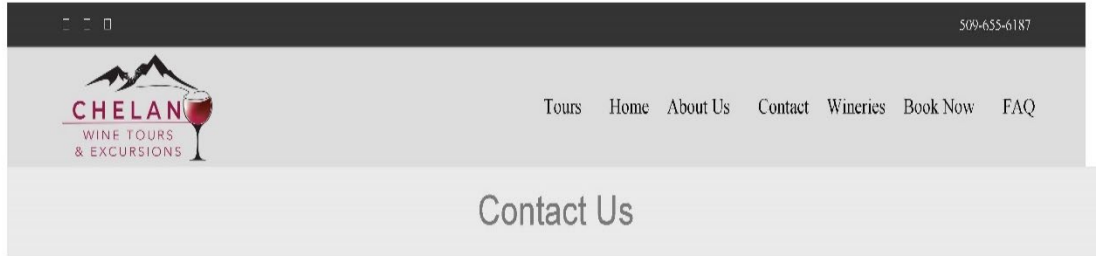 509-655-6187
CHELAN
WINE TOURS
& EXCURSIONS
Tours Home About Us Contact Wineries Book Now FAQ
Contact Us